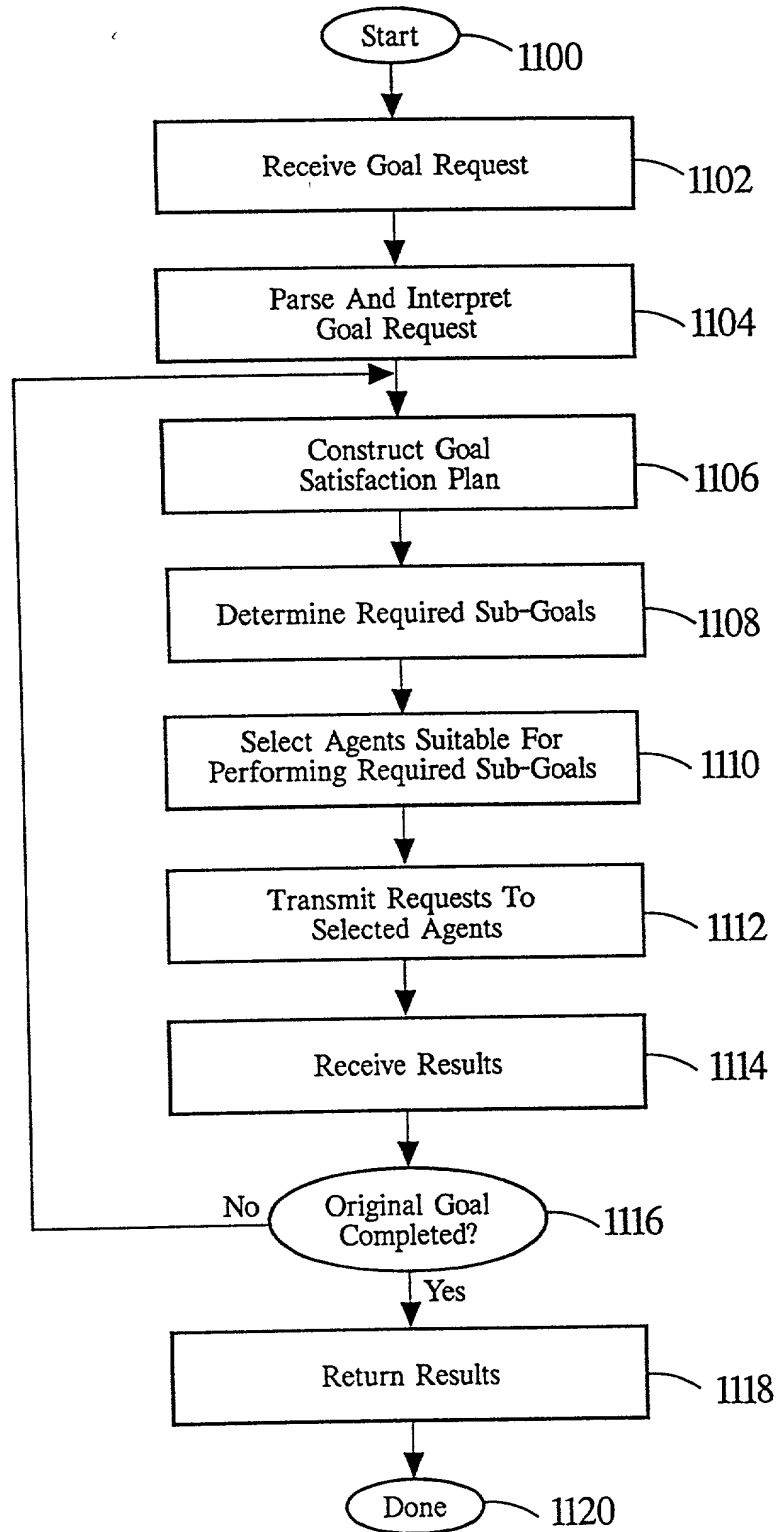 Start
1100
Receive Goal Request
1102
Parse And Interpret
Goal Request
1104
Construct Goal
Satisfaction Plan
1106
Determine Required Sub-Goals
1108
Select Agents Suitable For
Performing Required Sub-Goals
1110
Transmit Requests To
Selected Agents
1112
Receive Results
1114
No
Original Goal
Completed?
1116
Yes
Return Results
1118
Done
1120